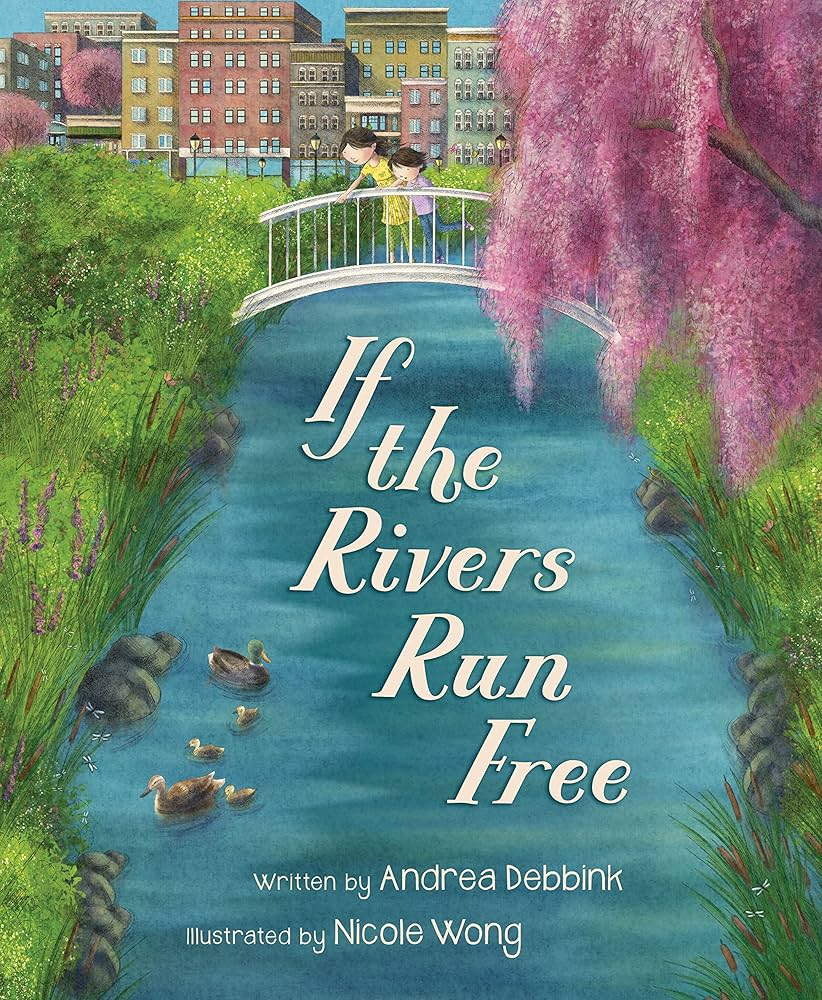 If
the
Rivers
Run
Free
Written by Andrea Debbink
Illustrated by Nicole Wong